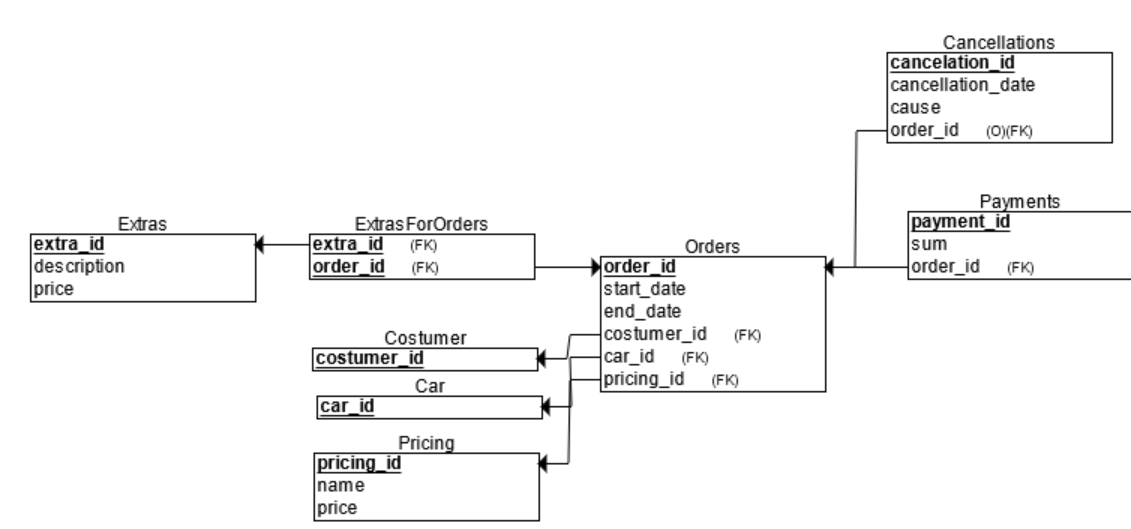 Cancellations
cancelation_id
cancellation_date
cause
order_id (O)(FK)
Payments
payment_id
sum
order_id (FK)
Extras
extra_id
description
price
ExtrasForOrders
extra_id (FK)
order_id (FK)
Orders
order_id
start_date
end_date
costumer_id (FK)
car_id (FK)
pricing_id (FK)
Costumer
costumer_id
Car
car_id
Pricing
pricing_id
name
price